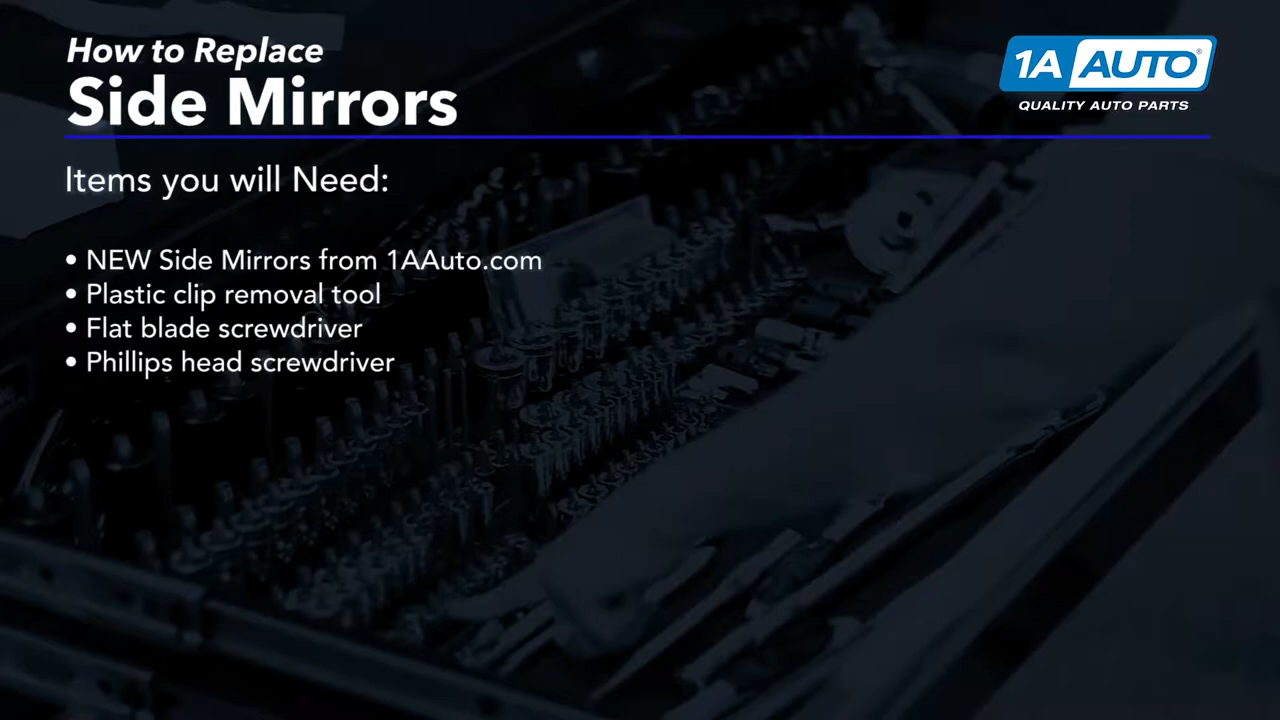 How to Replace
Side Mirrors
1A AUTO®
QUALITY AUTO PARTS
Items you will Need:
• NEW Side Mirrors from 1AAuto.com
• Plastic clip removal tool
• Flat blade screwdriver
• Phillips head screwdriver